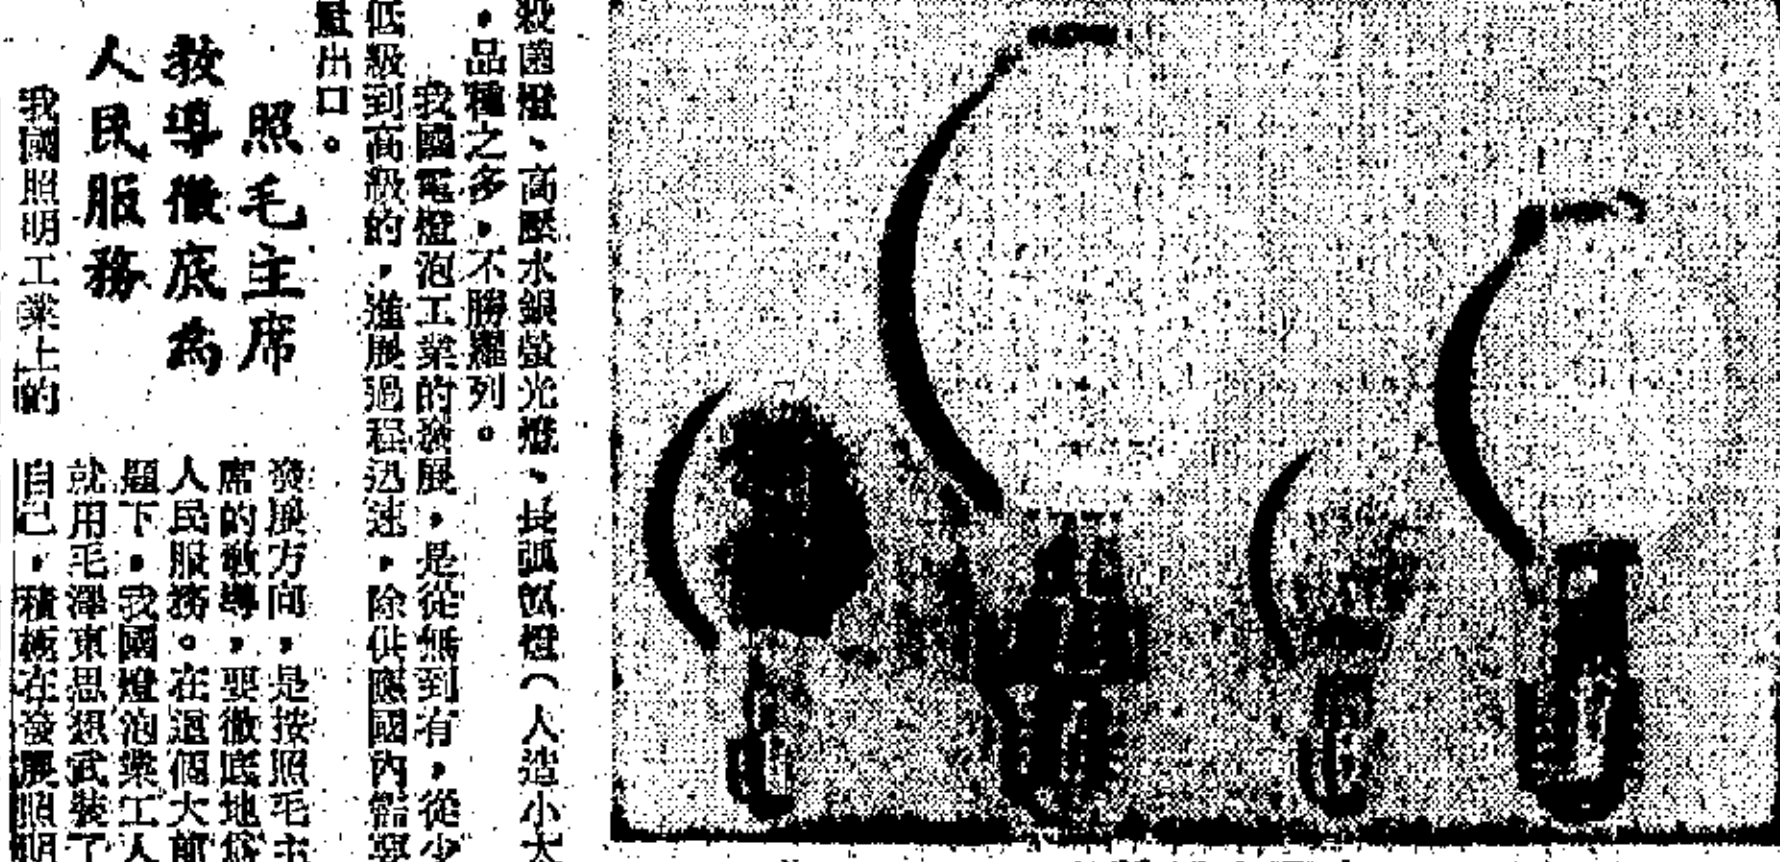 殺菌燈、高壓水銀螢光燈、長弧氙燈（人造小太
，品種之多，不勝羅列。
我國電燈泡工業的發展，是從無到有，從少
低級到高級的，進展過程迅速，除供應國內需要
量出口。
照毛主席
教導徹底為
人民服務
我國照明工業上的
發展方向，是按照毛主
席的教導，要徹底地為
人民服務。在這個大前
題下，我國燈泡業工人
就用毛澤東思想武裝了
自己，積極在發展照明